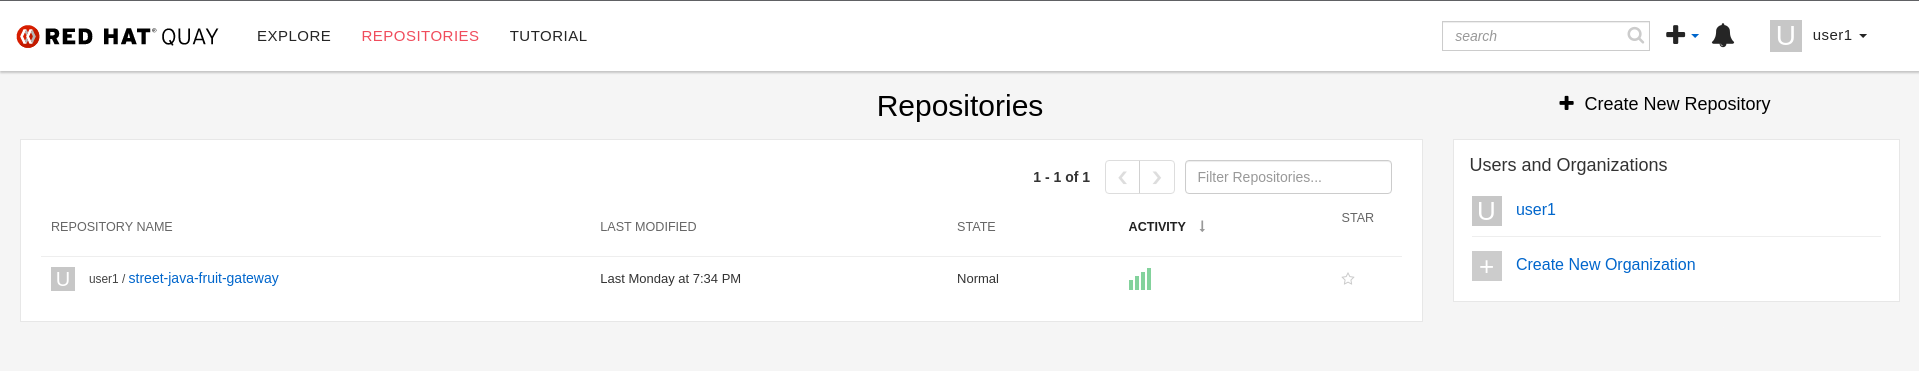 RED HAT® QUAY EXPLORE REPOSITORIES TUTORIAL search U user1
Repositories
Create New Repository
1 - 1 of 1 Filter Repositories...
REPOSITORY NAME LAST MODIFIED STATE ACTIVITY STAR
U user1 / street-java-fruit-gateway Last Monday at 7:34 PM Normal
Users and Organizations
U user1
Create New Organization